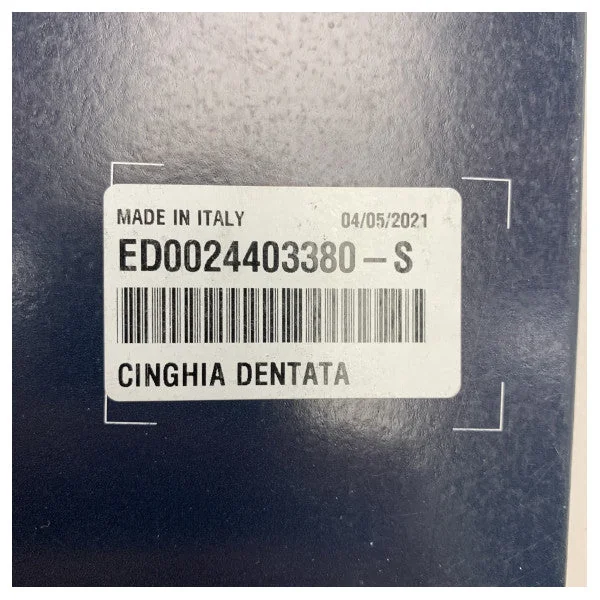 MADE IN ITALY 04/05/2021
ED0024403380-S
CINGHIA DENTATA